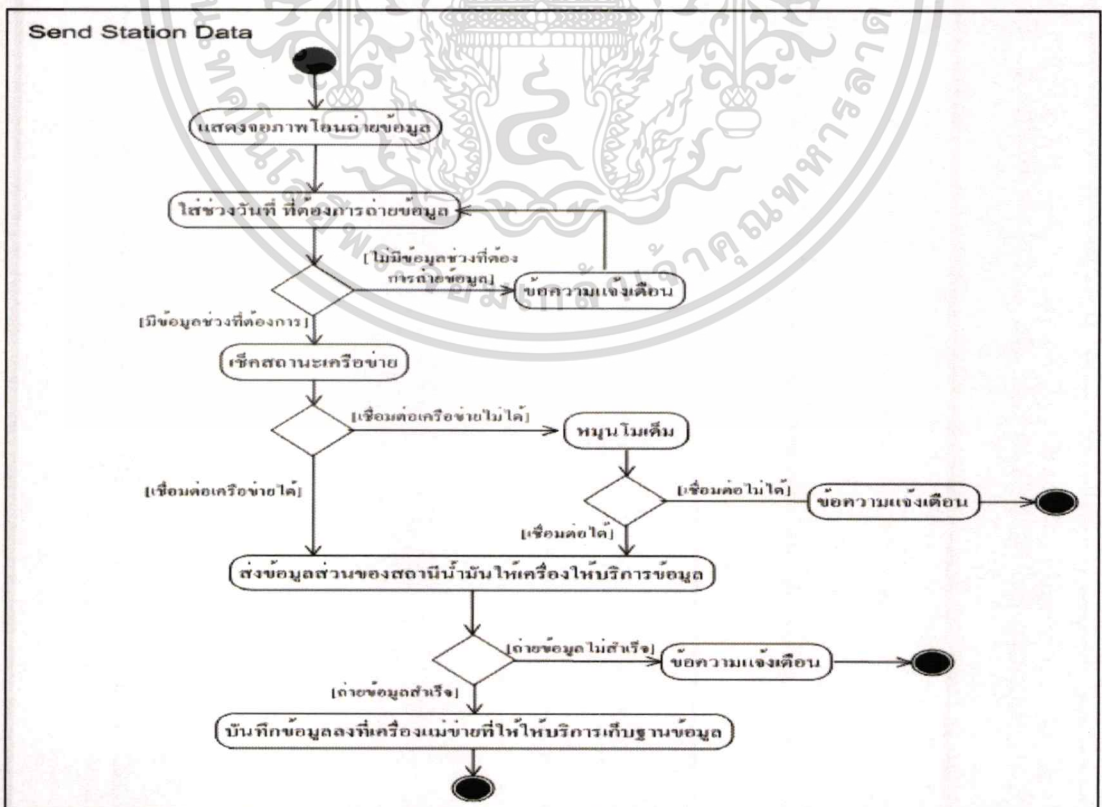 Send Station Data
แสดงจอภาพโอนถ่ายข้อมูล
ใส่ช่วงวันที่ ที่ต้องการถ่ายข้อมูล
[ไม่มีข้อมูลช่วงที่ต้อง
การถ่ายข้อมูล]
ข้อความแจ้งเตือน
[มีข้อมูลช่วงที่ต้องการ]
เช็คสถานะเครือข่าย
[เชื่อมต่อเครือข่ายไม่ได้]
หมุนโมเด็ม
[เชื่อมต่อเครือข่ายได้]
[เชื่อมต่อไม่ได้]
ข้อความแจ้งเตือน
[เชื่อมต่อได้]
ส่งข้อมูลส่วนของสถานีน้ำมันให้เครื่องให้บริการข้อมูล
[ถ่ายข้อมูลไม่สำเร็จ]
ข้อความแจ้งเตือน
[ถ่ายข้อมูลสำเร็จ]
บันทึกข้อมูลลงที่เครื่องแม่ข่ายที่ให้ให้บริการเก็บฐานข้อมูล